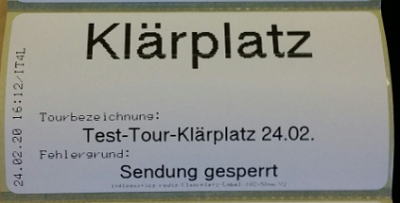 Klärplatz
24.02.20 16:12/IT4L
Tourbezeichnung:
Test-Tour-Klärplatz 24.02.
Fehlergrund:
Sendung gesperrt